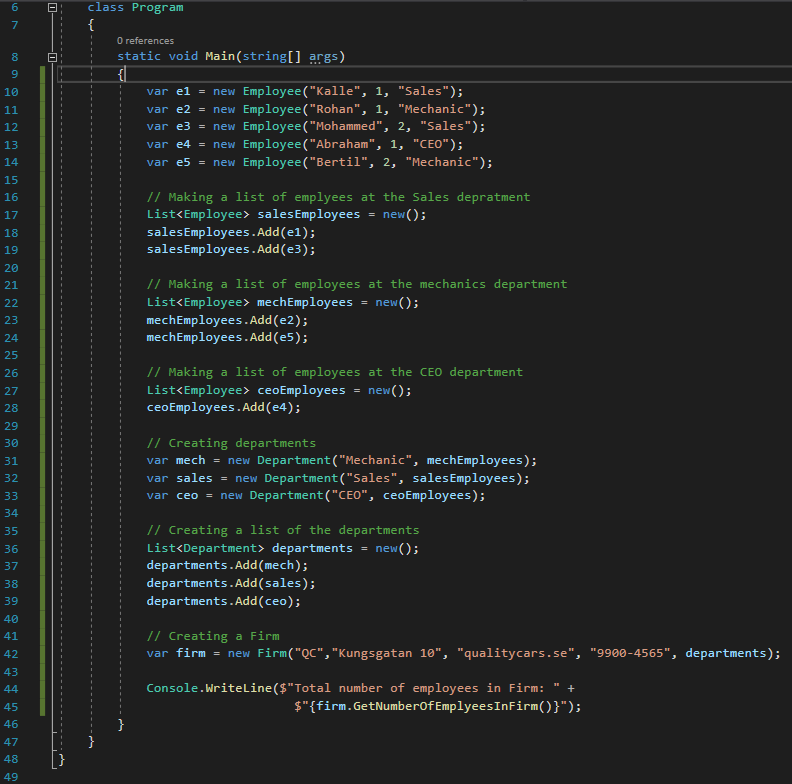 6 class Program
7 {
0 references
8 static void Main(string[] args)
9 {
10 var e1 = new Employee("Kalle", 1, "Sales");
11 var e2 = new Employee("Rohan", 1, "Mechanic");
12 var e3 = new Employee("Mohammed", 2, "Sales");
13 var e4 = new Employee("Abraham", 1, "CEO");
14 var e5 = new Employee("Bertil", 2, "Mechanic");
15
16 // Making a list of emplyees at the Sales depratment
17 List<Employee> salesEmployees = new();
18 salesEmployees.Add(e1);
19 salesEmployees.Add(e3);
20
21 // Making a list of employees at the mechanics department
22 List<Employee> mechEmployees = new();
23 mechEmployees.Add(e2);
24 mechEmployees.Add(e5);
25
26 // Making a list of employees at the CEO department
27 List<Employee> ceoEmployees = new();
28 ceoEmployees.Add(e4);
29
30 // Creating departments
31 var mech = new Department("Mechanic", mechEmployees);
32 var sales = new Department("Sales", salesEmployees);
33 var ceo = new Department("CEO", ceoEmployees);
34
35 // Creating a list of the departments
36 List<Department> departments = new();
37 departments.Add(mech);
38 departments.Add(sales);
39 departments.Add(ceo);
40
41 // Creating a Firm
42 var firm = new Firm("QC","Kungsgatan 10", "qualitycars.se", "9900-4565", departments);
43
44 Console.WriteLine($"Total number of employees in Firm: " +
45 $"{firm.GetNumberOfEmplyeesInFirm()}");
46 }
47 }
48 }
49